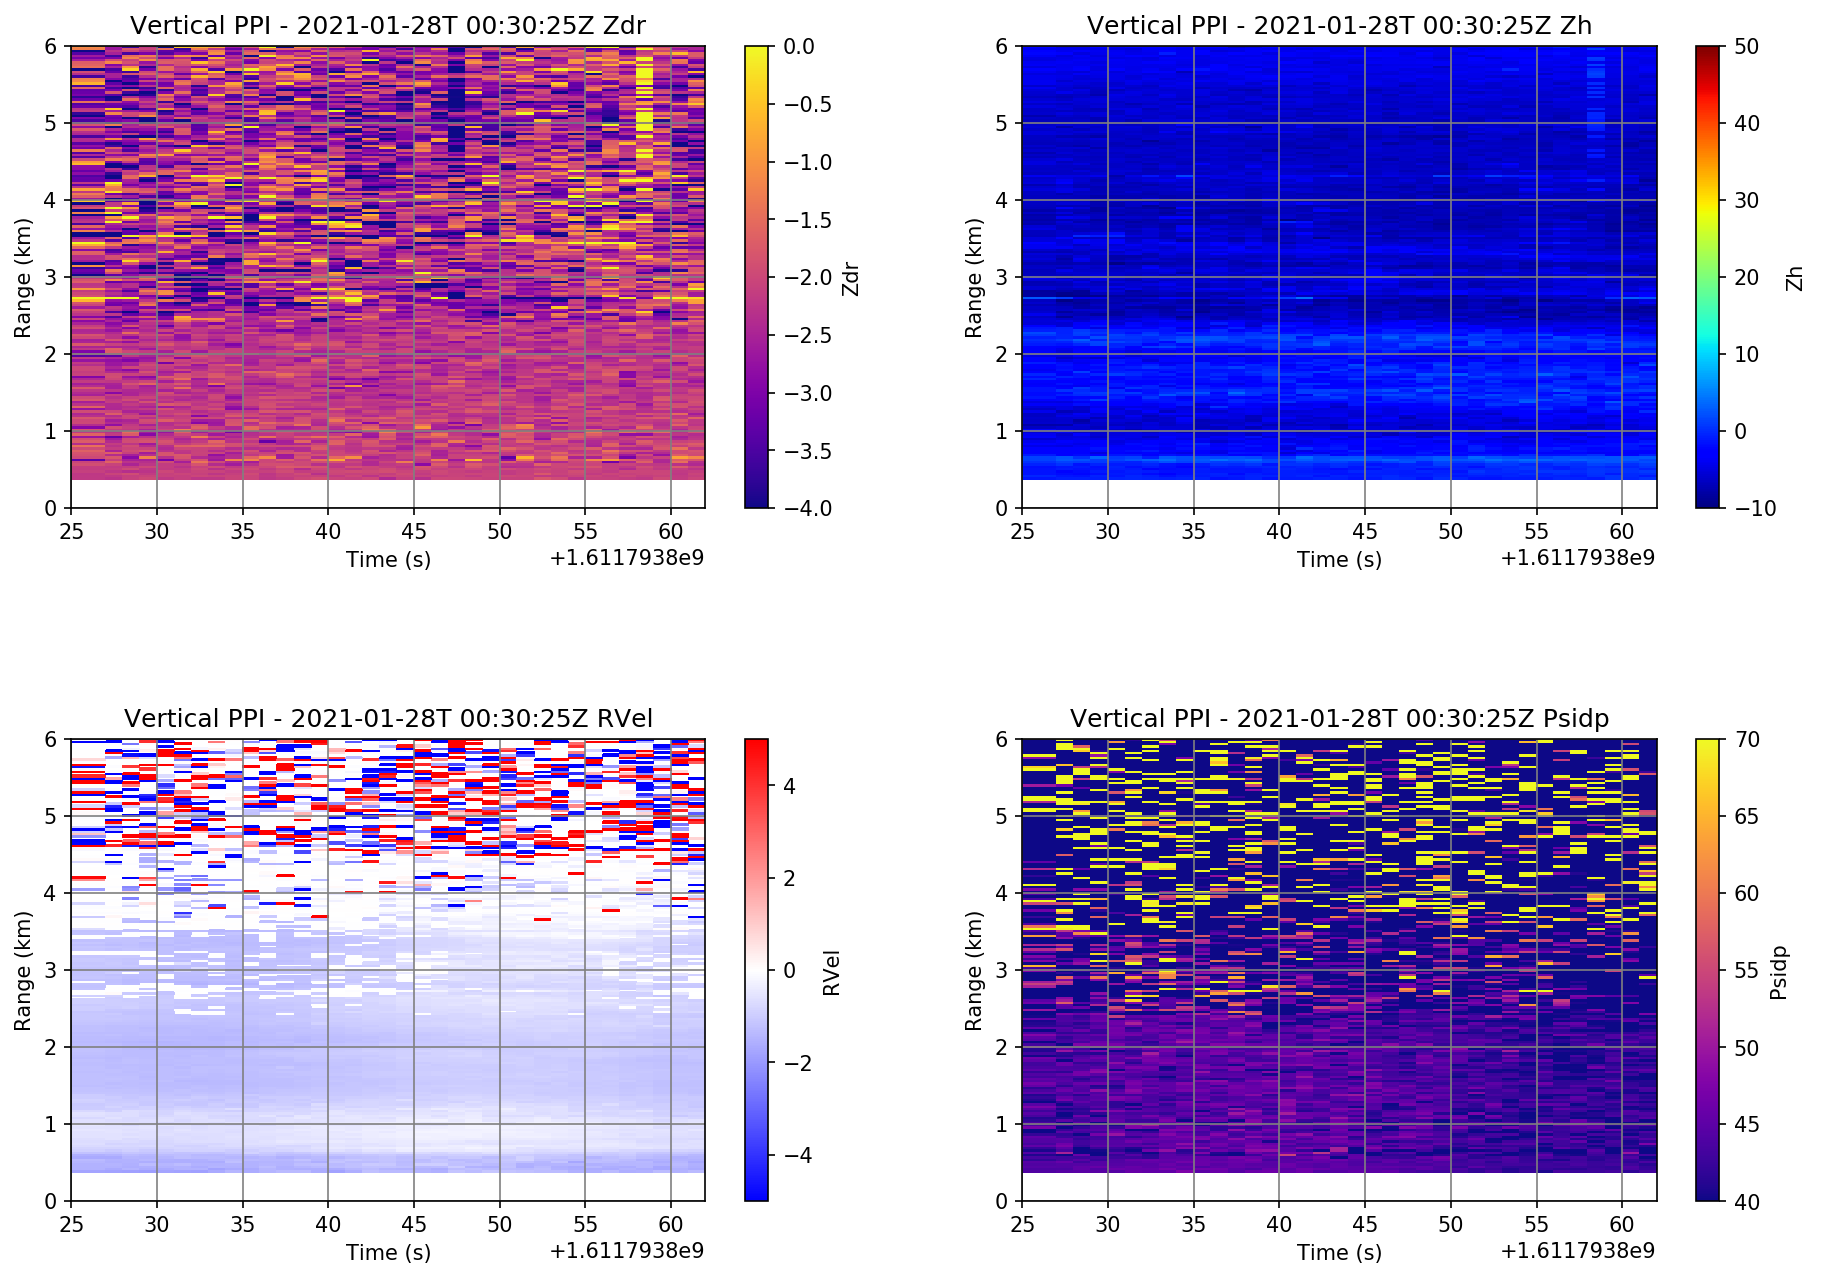 Vertical PPI - 2021-01-28T 00:30:25Z Zdr
6
5
4
3
2
1
0
Range (km)
25 30 35 40 45 50 55 60
Time (s)
+1.6117938e9
0.0
−0.5
−1.0
−1.5
−2.0
−2.5
−3.0
−3.5
−4.0
Zdr
Vertical PPI - 2021-01-28T 00:30:25Z Zh
6
5
4
3
2
1
0
Range (km)
25 30 35 40 45 50 55 60
Time (s)
+1.6117938e9
50
40
30
20
10
0
−10
Zh
Vertical PPI - 2021-01-28T 00:30:25Z RVel
6
5
4
3
2
1
0
Range (km)
25 30 35 40 45 50 55 60
Time (s)
+1.6117938e9
4
2
0
−2
−4
RVel
Vertical PPI - 2021-01-28T 00:30:25Z Psidp
6
5
4
3
2
1
0
Range (km)
25 30 35 40 45 50 55 60
Time (s)
+1.6117938e9
70
65
60
55
50
45
40
Psidp